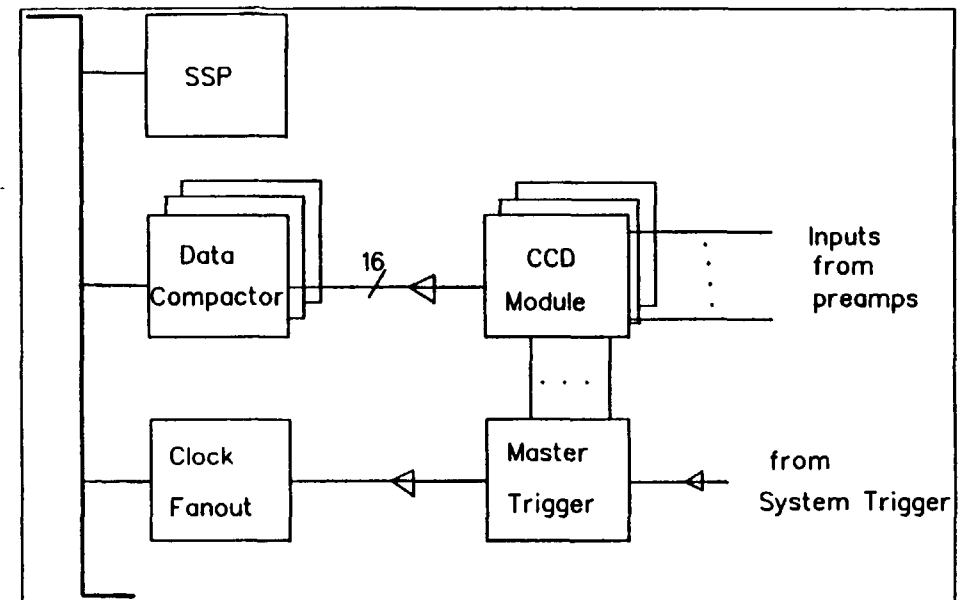 SSP
Data
Compactor
16
CCD
Module
Inputs
from
preamps
Clock
Fanout
Master
Trigger
from
System Trigger